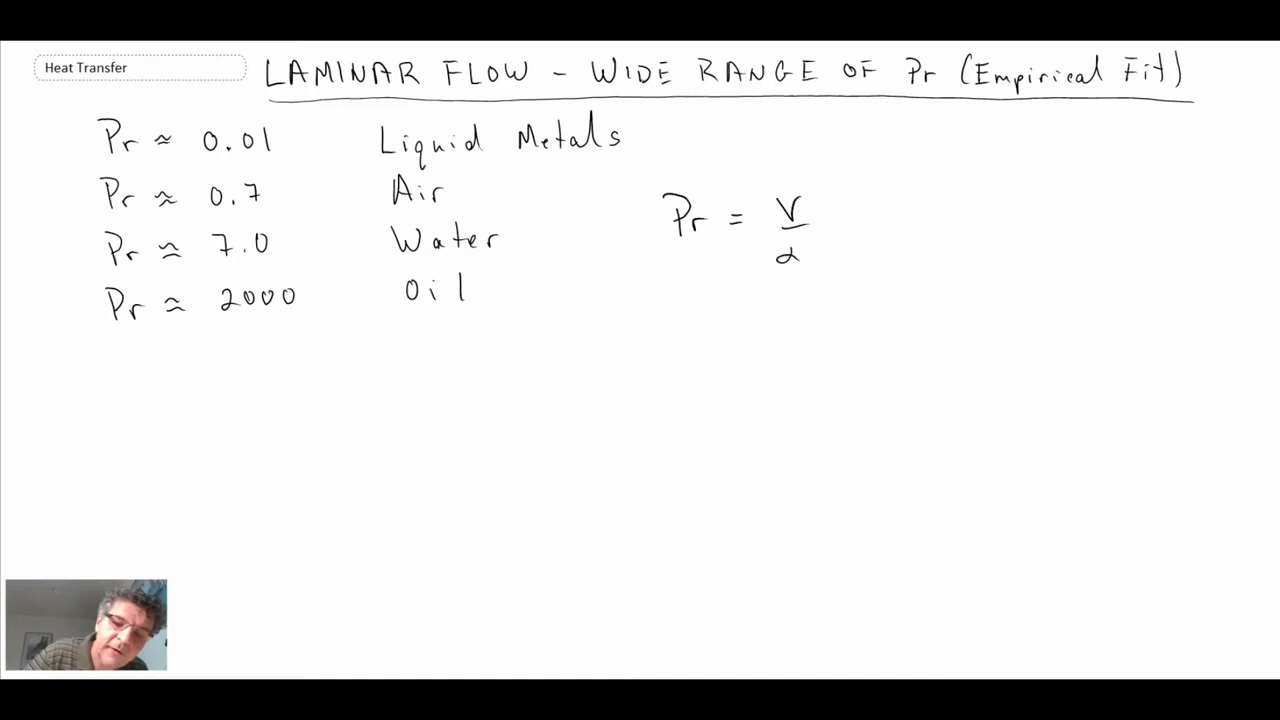 Heat Transfer
LAMINAR FLOW - WIDE RANGE OF Pr (Empirical Fit)
Pr ≈ 0.01 Liquid Metals
Pr ≈ 0.7 Air
Pr ≈ 7.0 Water
Pr ≈ 2000 Oil
Pr = ν/α